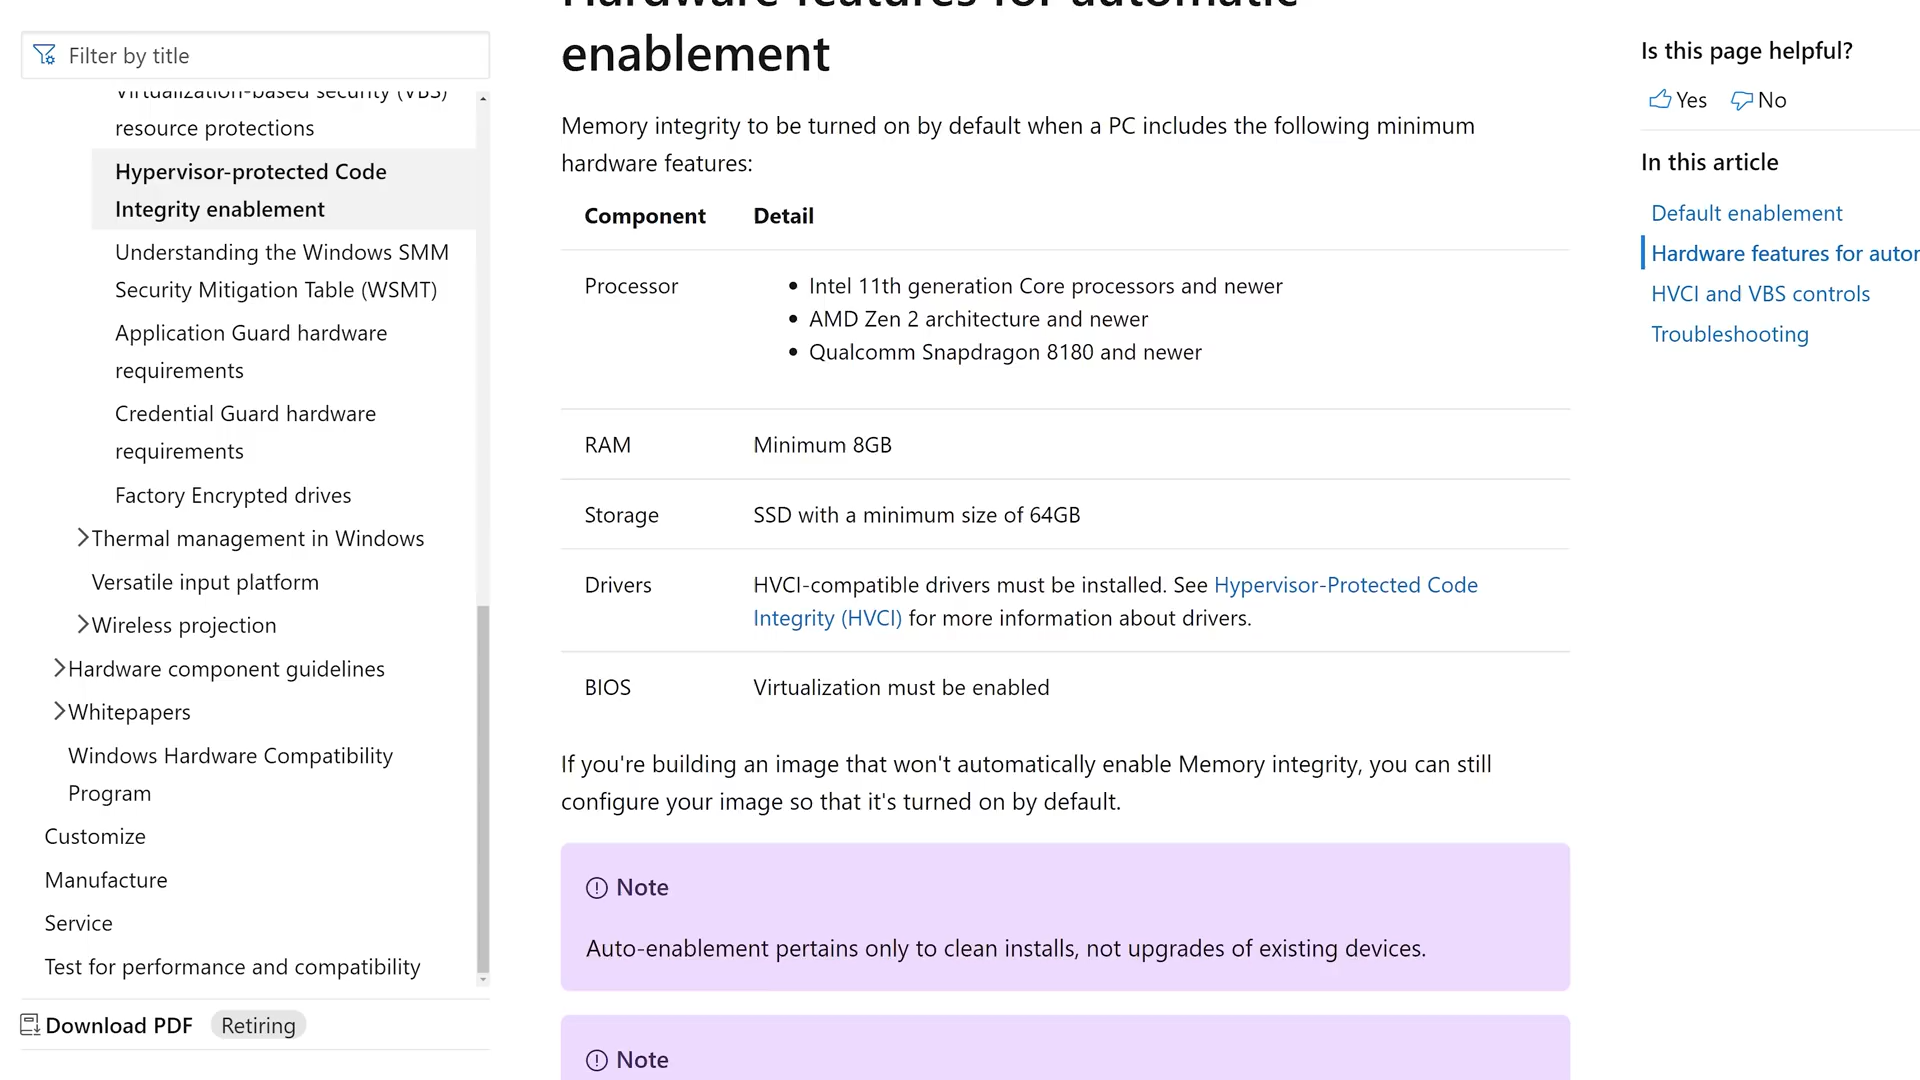 Filter by title
Virtualization-based security (VBS)
resource protections
Hypervisor-protected Code
Integrity enablement
Understanding the Windows SMM
Security Mitigation Table (WSMT)
Application Guard hardware
requirements
Credential Guard hardware
requirements
Factory Encrypted drives
Thermal management in Windows
Versatile input platform
Wireless projection
Hardware component guidelines
Whitepapers
Windows Hardware Compatibility
Program
Customize
Manufacture
Service
Test for performance and compatibility
Download PDF Retiring
Hardware features for automatic
enablement
Memory integrity to be turned on by default when a PC includes the following minimum
hardware features:
Component Detail
Processor
• Intel 11th generation Core processors and newer
• AMD Zen 2 architecture and newer
• Qualcomm Snapdragon 8180 and newer
RAM Minimum 8GB
Storage SSD with a minimum size of 64GB
Drivers HVCI-compatible drivers must be installed. See Hypervisor-Protected Code
Integrity (HVCI) for more information about drivers.
BIOS Virtualization must be enabled
If you're building an image that won't automatically enable Memory integrity, you can still
configure your image so that it's turned on by default.
Note
Auto-enablement pertains only to clean installs, not upgrades of existing devices.
Note
Is this page helpful?
Yes No
In this article
Default enablement
Hardware features for autor
HVCI and VBS controls
Troubleshooting